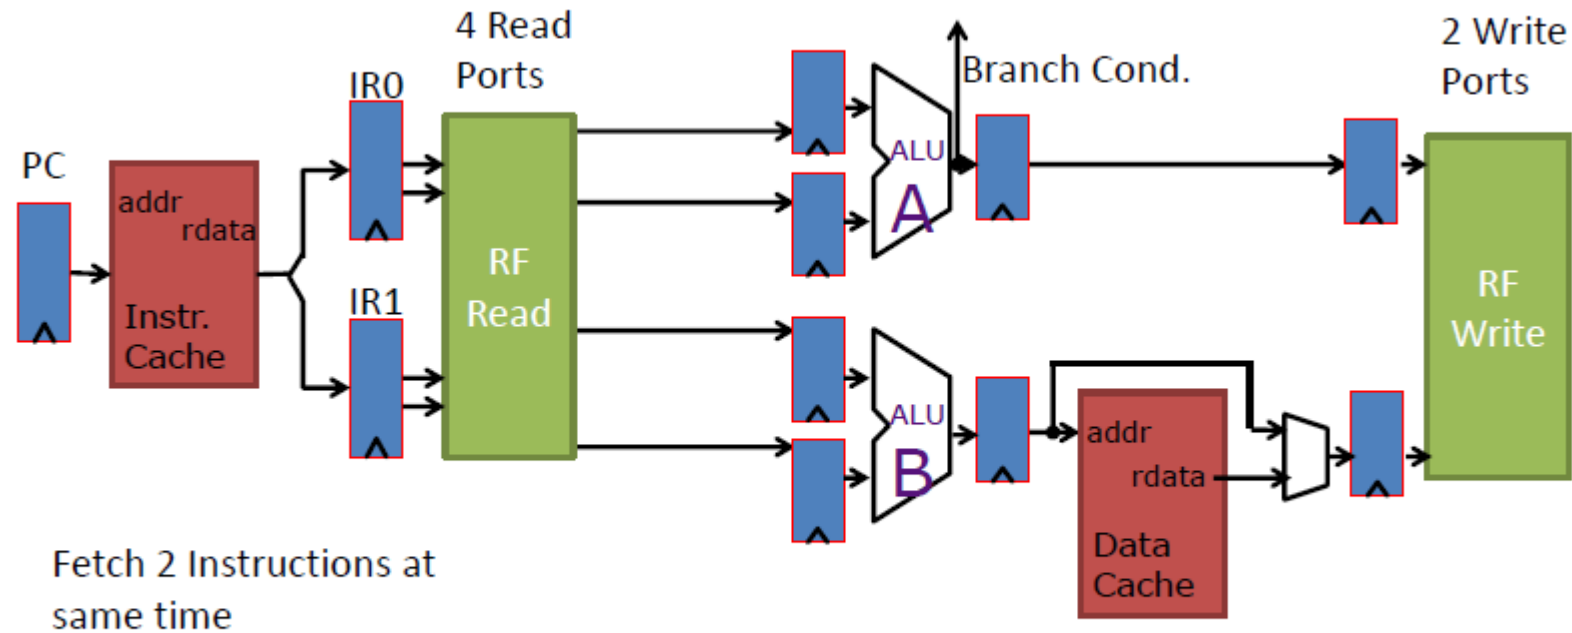 4 Read
Ports
2 Write
Ports
IR0
Branch Cond.
PC
addr
rdata
Instr.
Cache
IR1
RF
Read
ALU
A
ALU
B
addr
rdata
Data
Cache
RF
Write
Fetch 2 Instructions at
same time